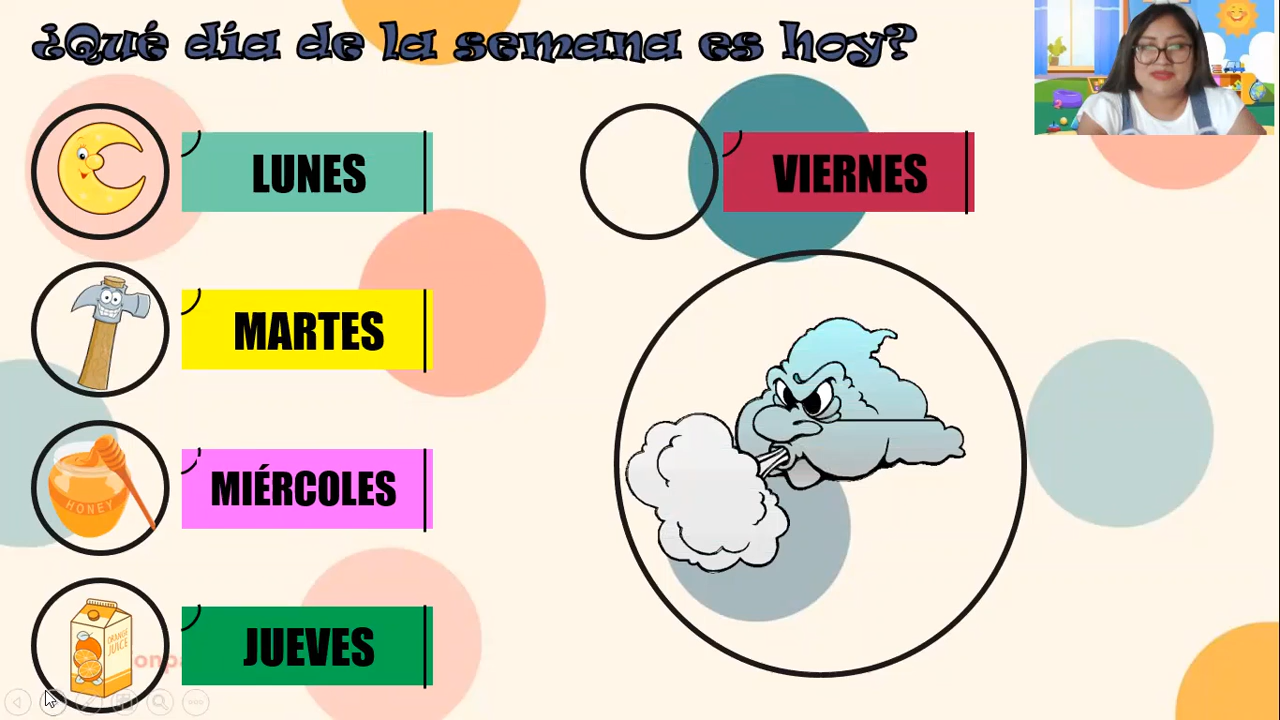 ¿Qué día de la semana es hoy?
LUNES
MARTES
MIÉRCOLES
JUEVES
VIERNES
HONEY
ORANGE
JUICE